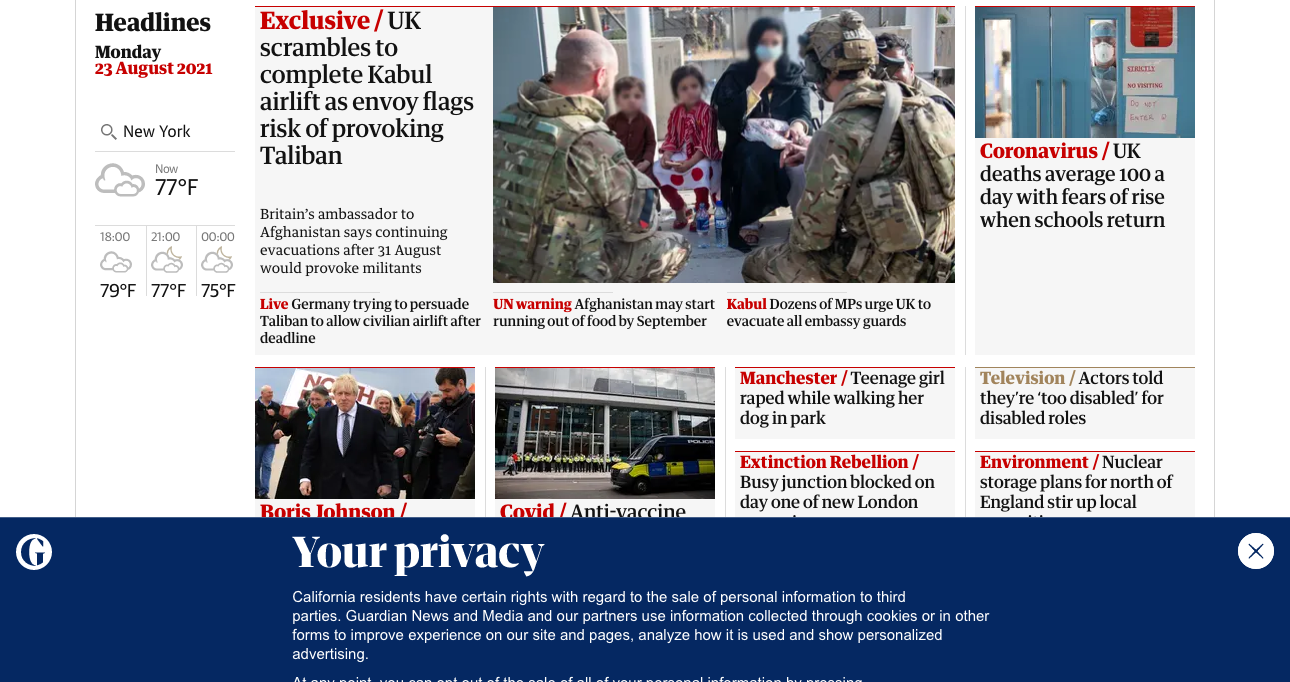 Headlines
Monday
23 August 2021
New York
Now
77°F
18:00
21:00
00:00
79°F
77°F
75°F
Exclusive / UK
scrambles to
complete Kabul
airlift as envoy flags
risk of provoking
Taliban
Britain's ambassador to
Afghanistan says continuing
evacuations after 31 August
would provoke militants
Live Germany trying to persuade
Taliban to allow civilian airlift after
deadline
UN warning Afghanistan may start
running out of food by September
Kabul Dozens of MPs urge UK to
evacuate all embassy guards
STRICTLY
NO VISITING
DO NOT
ENTER
Coronavirus / UK
deaths average 100 a
day with fears of rise
when schools return
Boris Johnson /
POLICE
Covid / Anti-vaccine
Manchester / Teenage girl
raped while walking her
dog in park
Extinction Rebellion /
Busy junction blocked on
day one of new London
Television / Actors told
they're ‘too disabled’ for
disabled roles
Environment / Nuclear
storage plans for north of
England stir up local
Your privacy
California residents have certain rights with regard to the sale of personal information to third
parties. Guardian News and Media and our partners use information collected through cookies or in other
forms to improve experience on our site and pages, analyze how it is used and show personalized
advertising.
At any point, you can opt out of the sale of all of your personal information by pressing